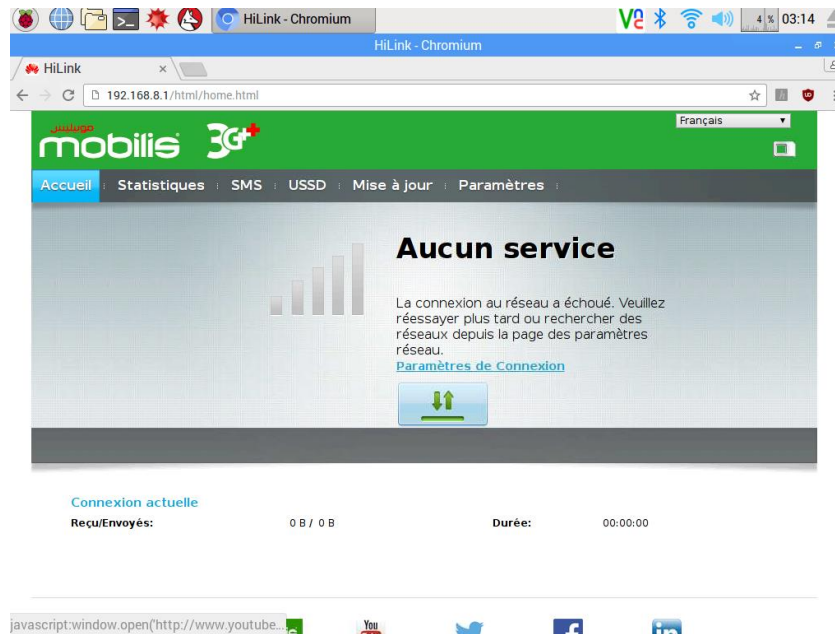 HiLink - Chromium
4 %
03:14
HiLink - Chromium
HiLink
192.168.8.1/html/home.html
Français
موبيليس
mobilis 3G+
Accueil Statistiques SMS USSD Mise à jour Paramètres
Aucun service
La connexion au réseau a échoué. Veuillez
réessayer plus tard ou rechercher des
réseaux depuis la page des paramètres
réseau.
Paramètres de Connexion
Connexion actuelle
Reçu/Envoyés: 0 B / 0 B Durée: 00:00:00
javascript:window.open('http://www.youtube...
You
in